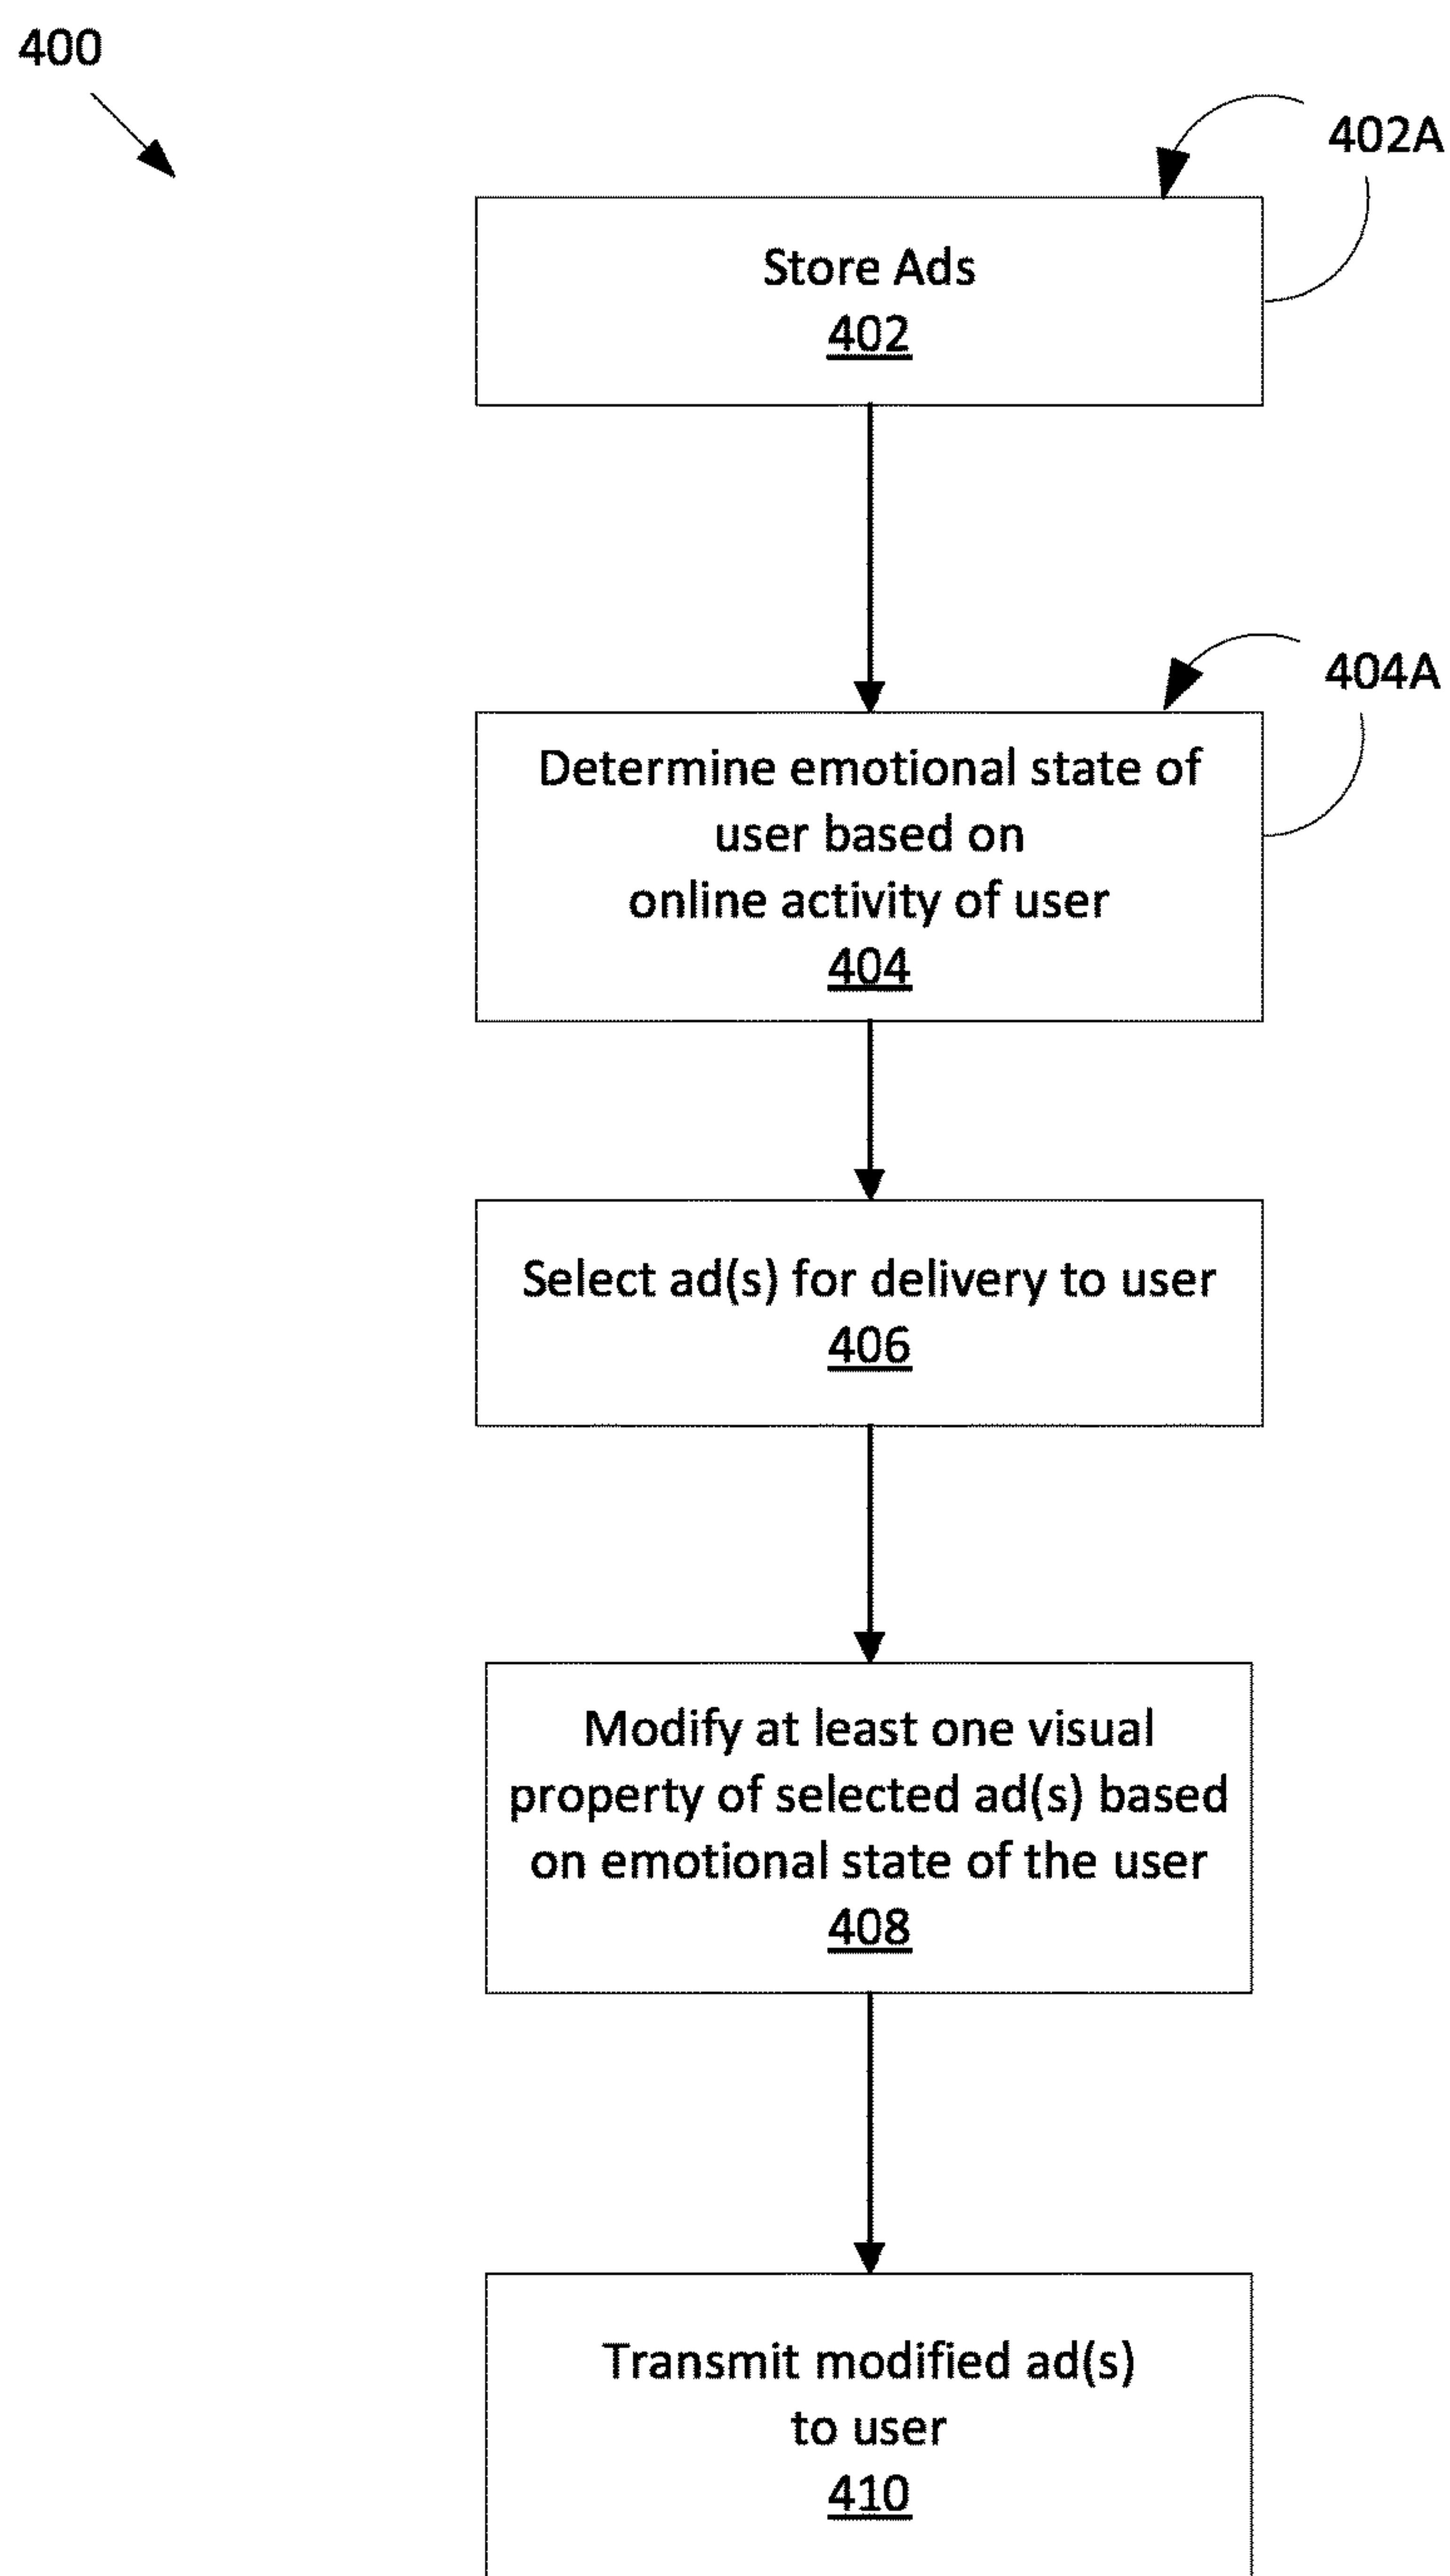 400
402A
Store Ads
402
404A
Determine emotional state of
user based on
online activity of user
404
Select ad(s) for delivery to user
406
Modify at least one visual
property of selected ad(s) based
on emotional state of the user
408
Transmit modified ad(s)
to user
410